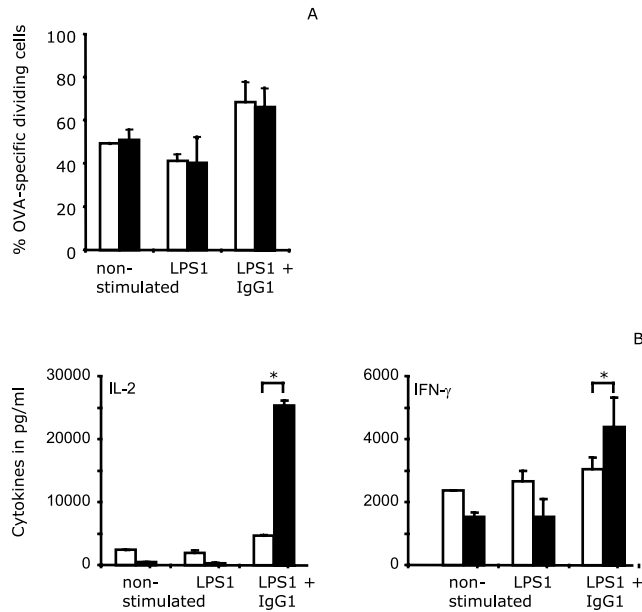 A
% OVA-specific dividing cells
100
80
60
40
20
0
non-stimulated
LPS1
LPS1 + IgG1
B
Cytokines in pg/ml
IL-2
30000
20000
10000
0
*
non-stimulated
LPS1
LPS1 + IgG1
IFN-γ
6000
4000
2000
0
*
non-stimulated
LPS1
LPS1 + IgG1